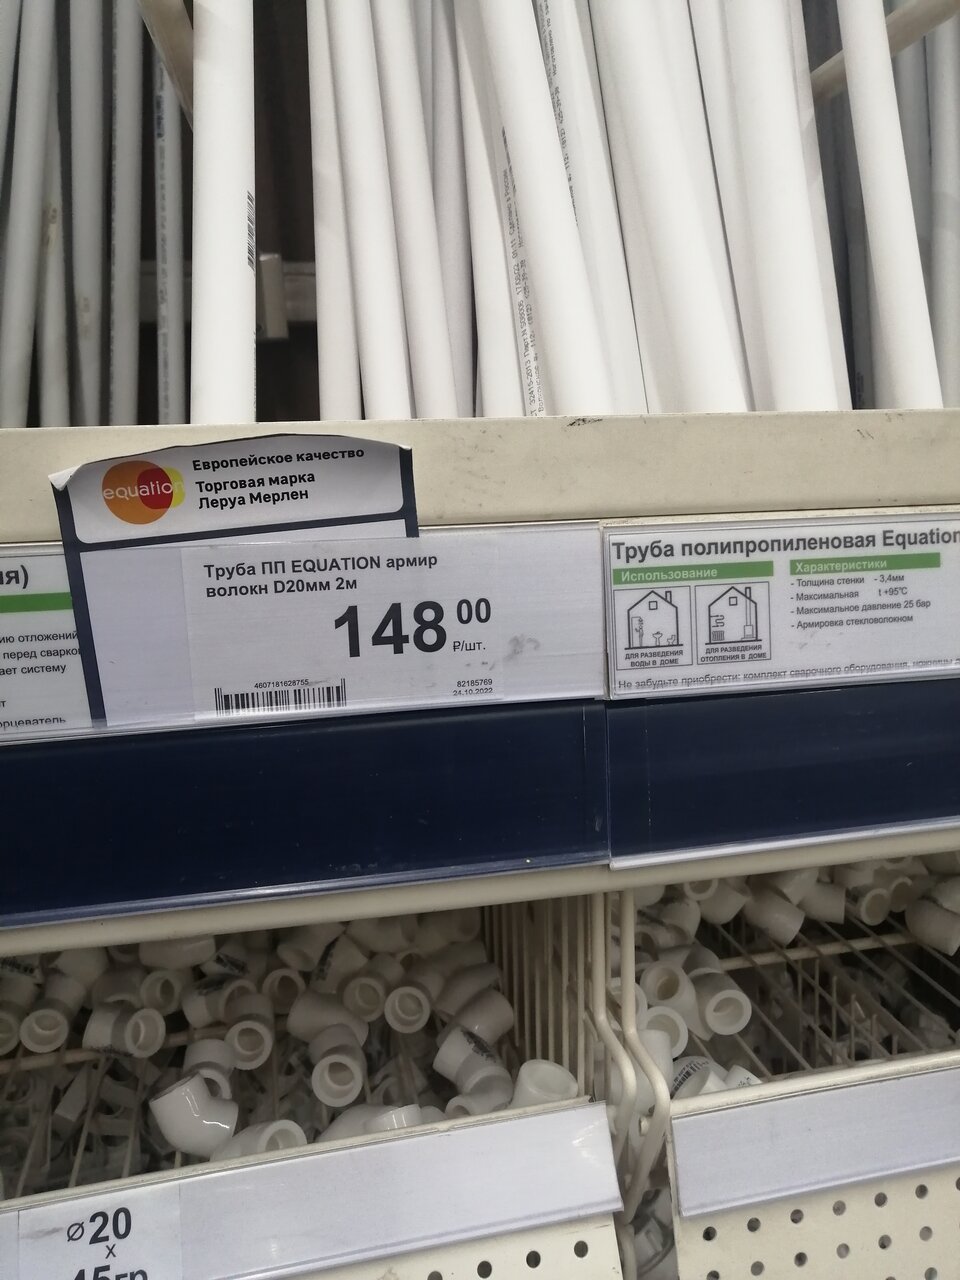 Европейское качество
equation
Торговая марка
Леруа Мерлен
Труба ПП EQUATION армир
волокн D20мм 2м
148 00
₽/шт.
4607181628755
82185769
24.10.2022
Труба полипропиленовая Equation
Использование
Характеристики
- Толщина стенки - 3,4мм
- Максимальная t +95°C
- Максимальное давление 25 бар
- Армировка стекловолокном
ДЛЯ РАЗВЕДЕНИЯ
ВОДЫ В ДОМЕ
ДЛЯ РАЗВЕДЕНИЯ
ОТОПЛЕНИЯ В ДОМЕ
Не забудьте приобрести: комплект сварочного оборудования, ножницы
ия)
ию отложений
перед сваркой
ает систему
т
орцеватель
⌀20
x
45гр